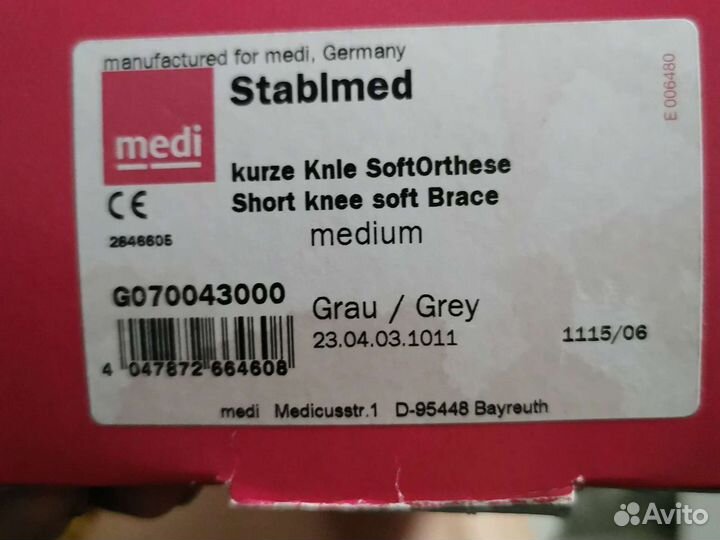 manufactured for medi, Germany
medi
Stablmed
kurze Knle SoftOrthese
Short knee soft Brace
medium
CE
2846605
G070043000
Grau / Grey
23.04.03.1011
1115/06
4 047872 664608
medi Medicusstr.1 D-95448 Bayreuth
E 006480
Avito